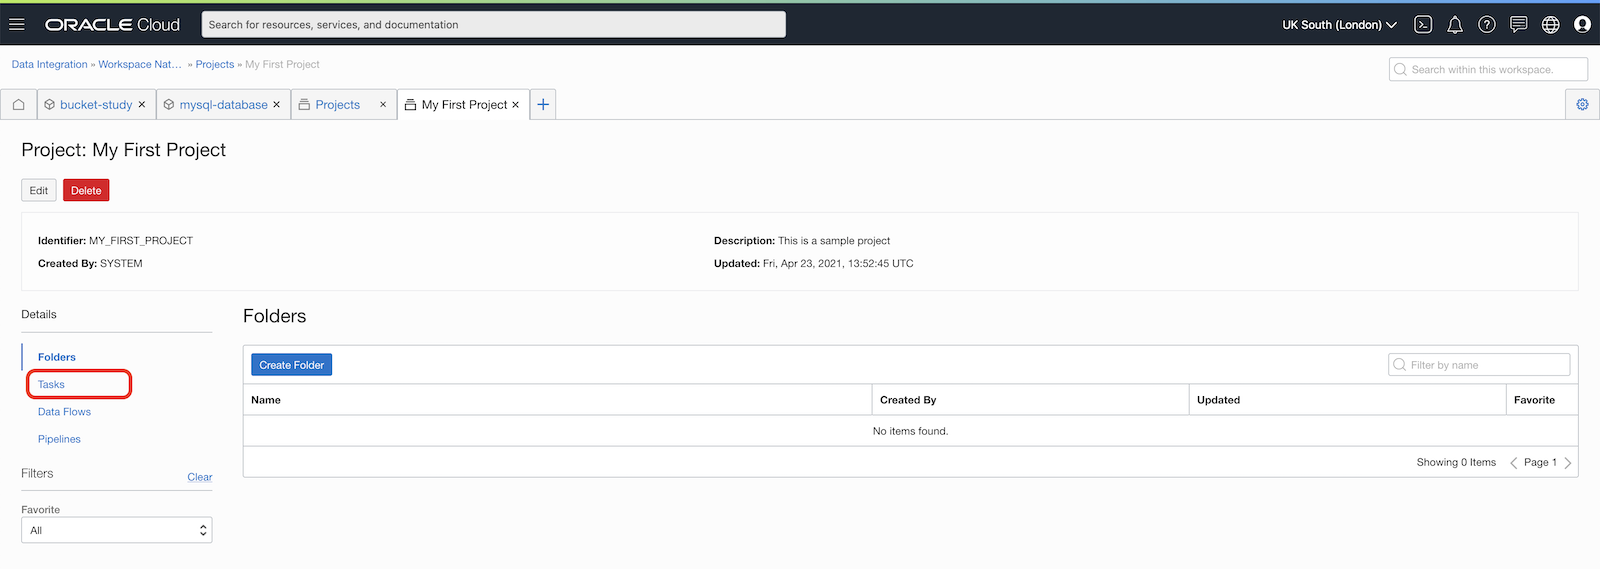 ORACLE Cloud
Search for resources, services, and documentation
UK South (London)
Data Integration » Workspace Nat... » Projects » My First Project
Search within this workspace.
bucket-study ×
mysql-database ×
Projects ×
My First Project ×
+
Project: My First Project
Edit
Delete
Identifier: MY_FIRST_PROJECT
Description: This is a sample project
Created By: SYSTEM
Updated: Fri, Apr 23, 2021, 13:52:45 UTC
Details
Folders
Tasks
Data Flows
Pipelines
Filters
Clear
Favorite
All
Folders
Create Folder
Filter by name
Name
Created By
Updated
Favorite
No items found.
Showing 0 Items
Page 1